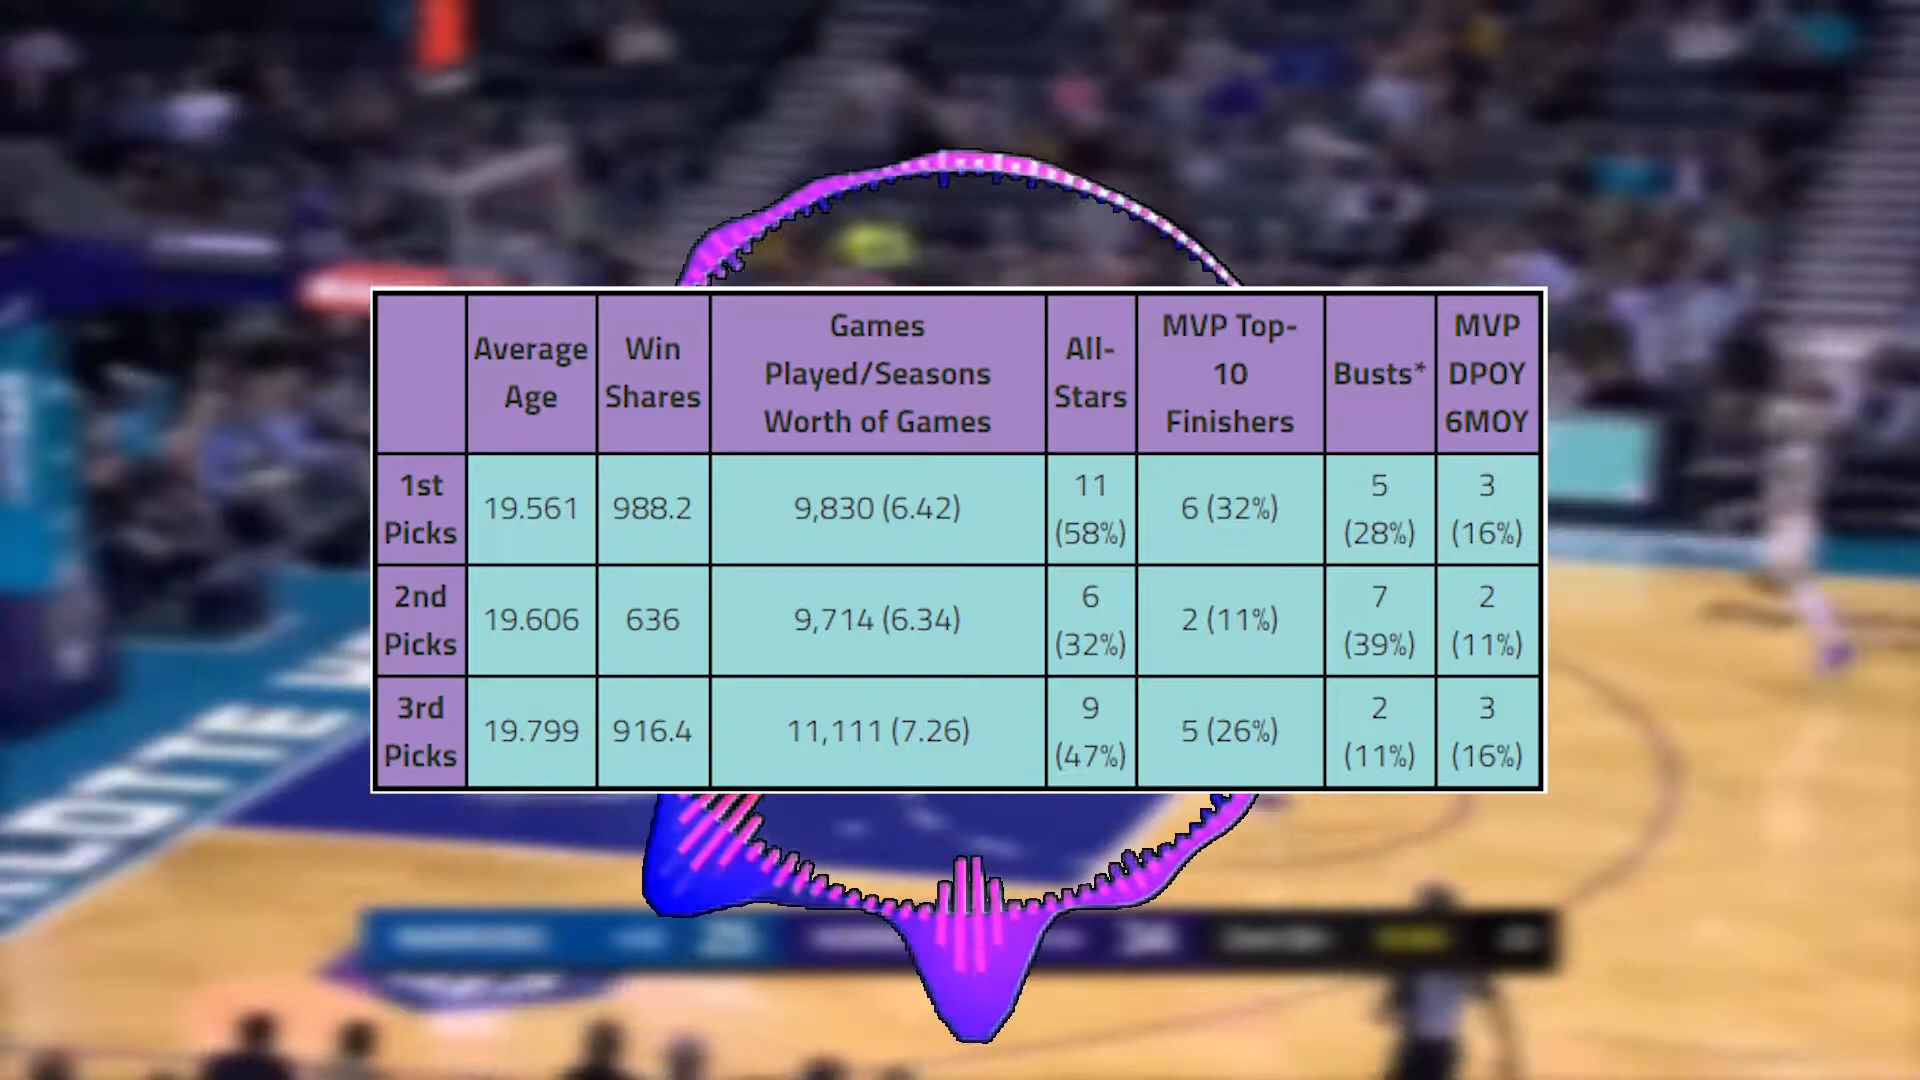 Average Age
Win Shares
Games Played/Seasons Worth of Games
All-Stars
MVP Top-10 Finishers
Busts*
MVP DPOY 6MOY
1st Picks
19.561
988.2
9,830 (6.42)
11 (58%)
6 (32%)
5 (28%)
3 (16%)
2nd Picks
19.606
636
9,714 (6.34)
6 (32%)
2 (11%)
7 (39%)
2 (11%)
3rd Picks
19.799
916.4
11,111 (7.26)
9 (47%)
5 (26%)
2 (11%)
3 (16%)